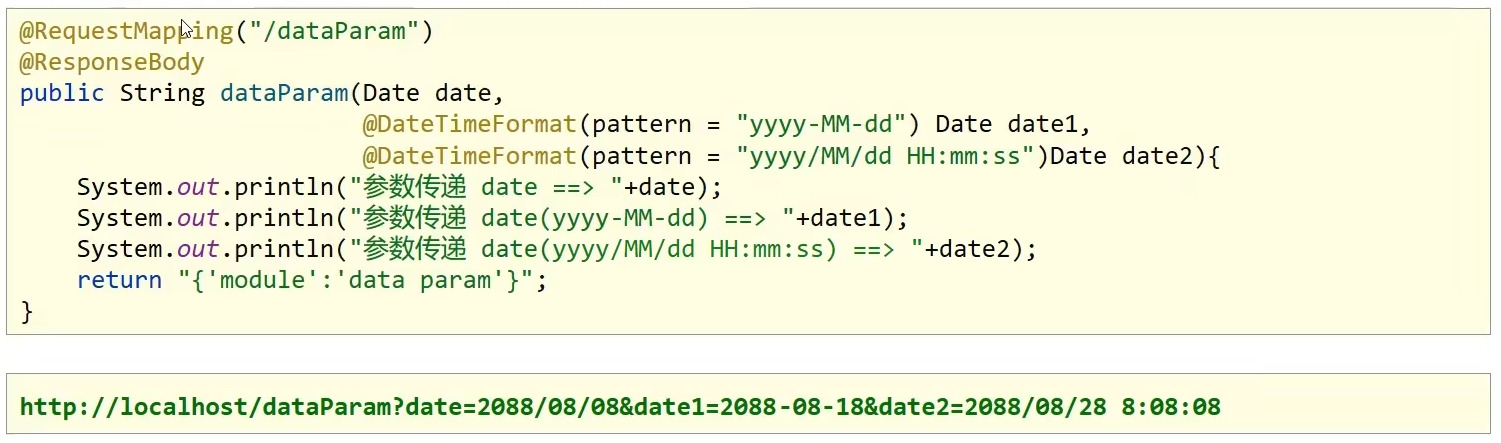 @RequestMapping("/dataParam")
@ResponseBody
public String dataParam(Date date,
                        @DateTimeFormat(pattern = "yyyy-MM-dd") Date date1,
                        @DateTimeFormat(pattern = "yyyy/MM/dd HH:mm:ss")Date date2){
    System.out.println("参数传递 date ==> "+date);
    System.out.println("参数传递 date(yyyy-MM-dd) ==> "+date1);
    System.out.println("参数传递 date(yyyy/MM/dd HH:mm:ss) ==> "+date2);
    return "{'module':'data param'}";
}
http://localhost/dataParam?date=2088/08/08&date1=2088-08-18&date2=2088/08/28 8:08:08